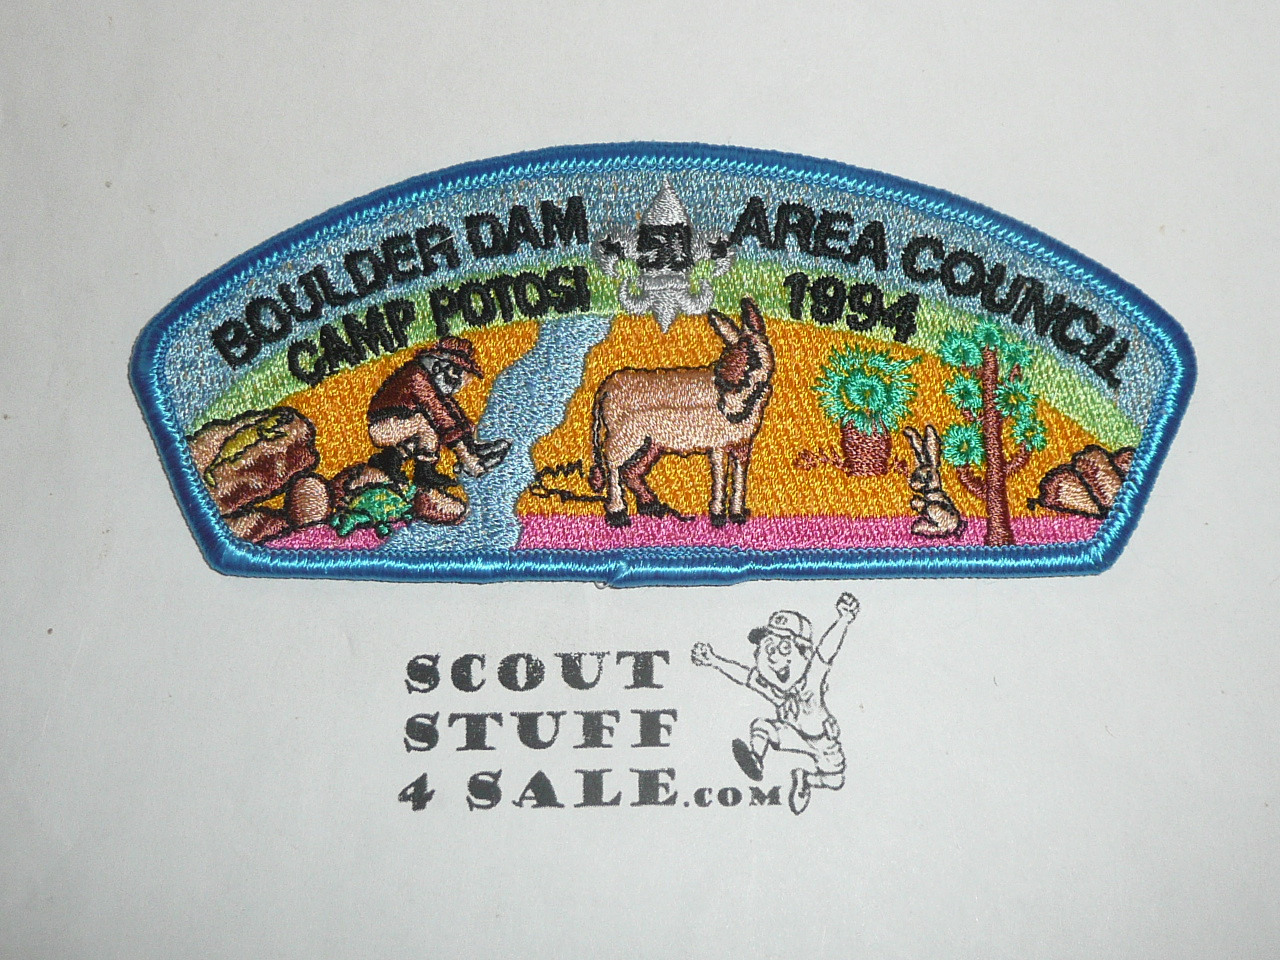 BOULDER DAM 50 AREA COUNCIL
CAMP POTOSI 1994
SCOUT
STUFF
4 SALE.COM